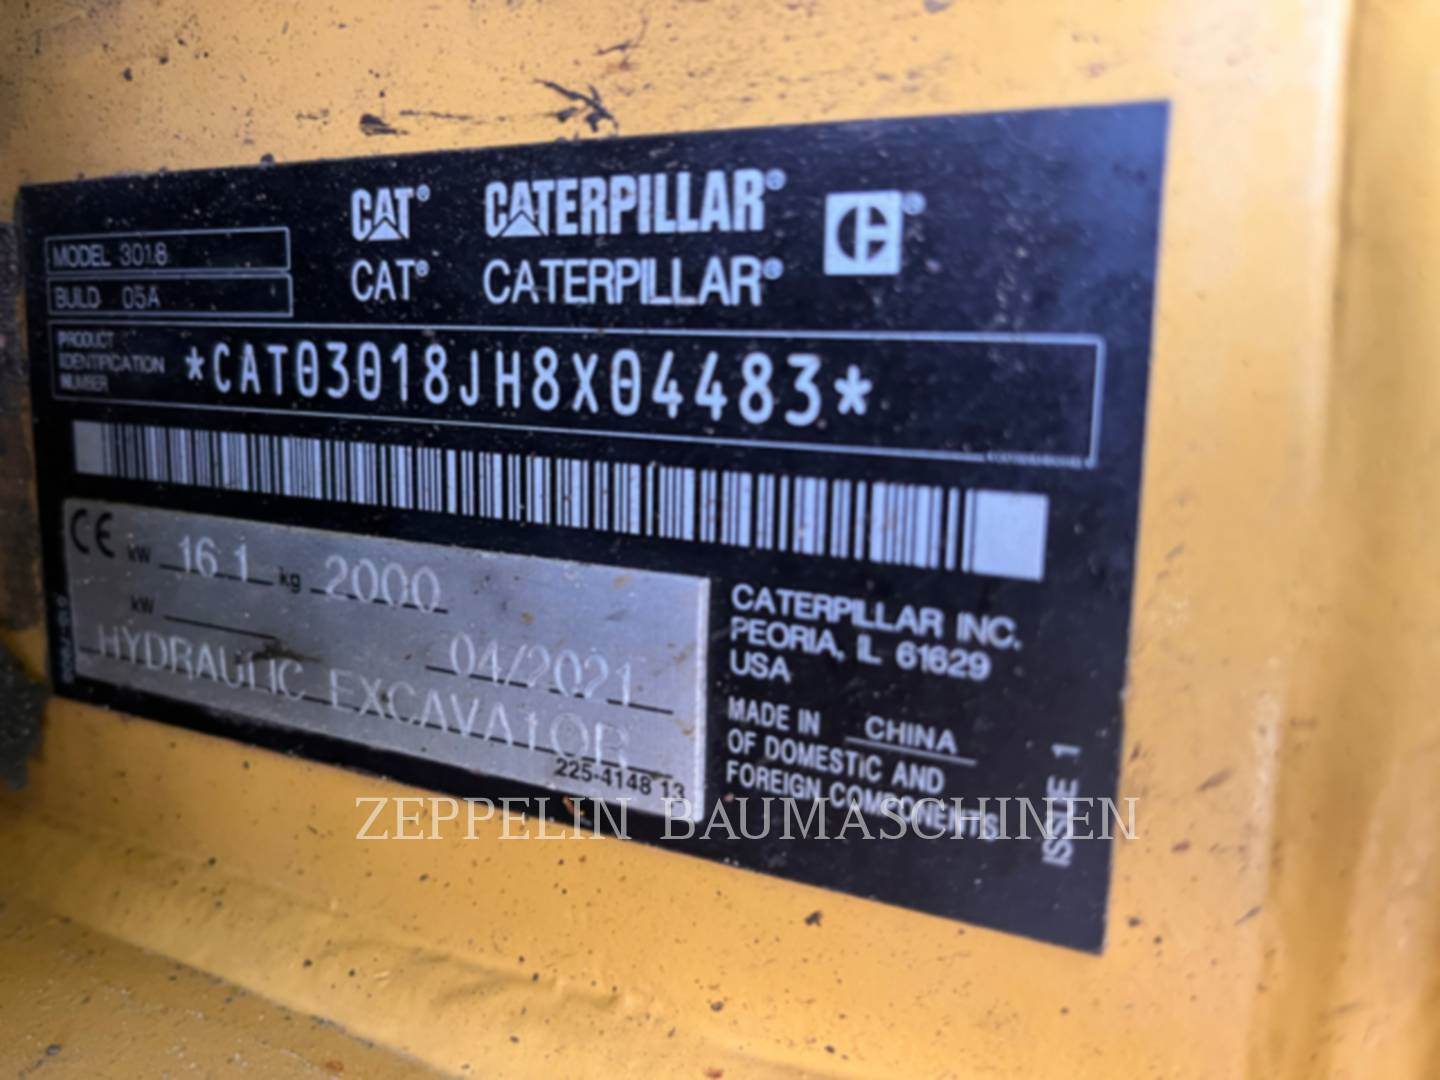 CAT® CATERPILLAR®
CAT® CATERPILLAR®
MODEL 3018
BUILD 05A
PRODUCT
IDENTIFICATION
NUMBER
*CAT03018JH8X04483*
CE kW 16.1 kg 2000
kW
04/2021
HYDRAULIC EXCAVATOR
225-4148 13
CATERPILLAR INC.
PEORIA, IL 61629
USA
MADE IN CHINA
OF DOMESTIC AND
FOREIGN COMPONENTS
ISSUE 1
ZEPPELIN BAUMASCHINEN